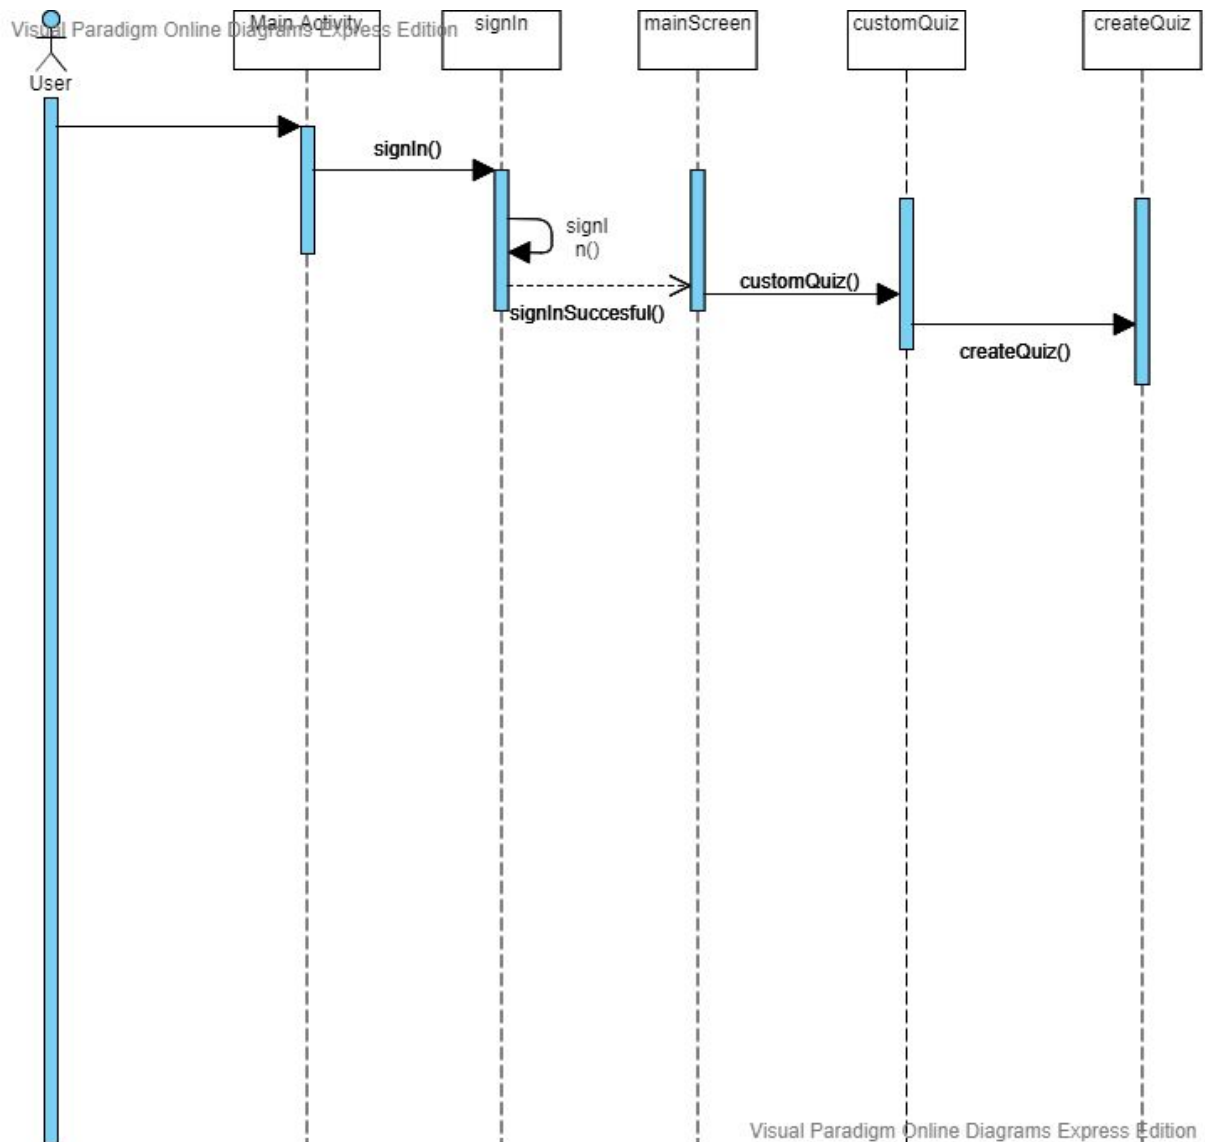 Visual Paradigm Online Diagrams Express Edition
User
Main Activity
signIn
mainScreen
customQuiz
createQuiz
signIn()
signI
n()
signInSuccesful()
customQuiz()
createQuiz()
Visual Paradigm Online Diagrams Express Edition